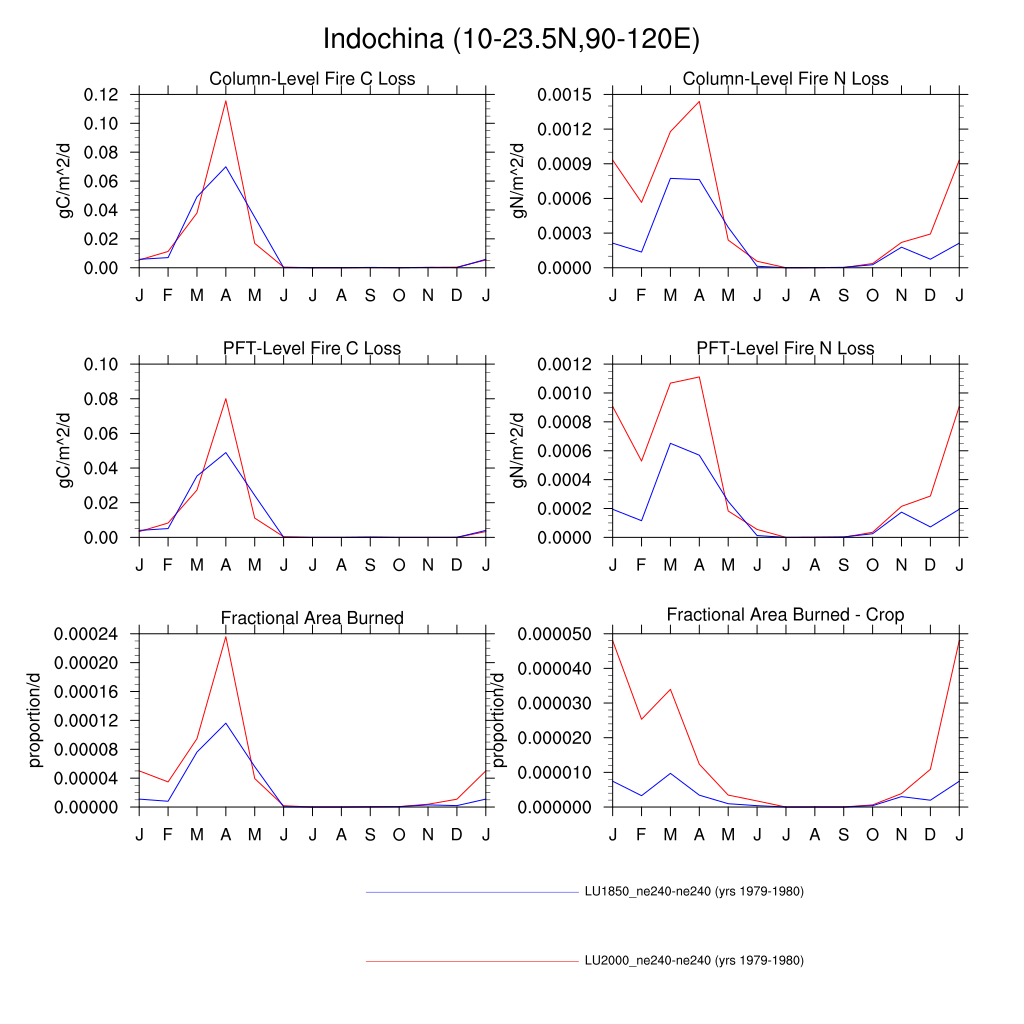 Indochina (10-23.5N,90-120E)
Column-Level Fire C Loss
0.12
0.10
0.08
0.06
0.04
0.02
0.00
gC/m^2/d
J F M A M J J A S O N D J
Column-Level Fire N Loss
0.0015
0.0012
0.0009
0.0006
0.0003
0.0000
gN/m^2/d
J F M A M J J A S O N D J
PFT-Level Fire C Loss
0.10
0.08
0.06
0.04
0.02
0.00
gC/m^2/d
J F M A M J J A S O N D J
PFT-Level Fire N Loss
0.0012
0.0010
0.0008
0.0006
0.0004
0.0002
0.0000
gN/m^2/d
J F M A M J J A S O N D J
Fractional Area Burned
0.00024
0.00020
0.00016
0.00012
0.00008
0.00004
0.00000
proportion/d
J F M A M J J A S O N D J
Fractional Area Burned - Crop
0.000050
0.000040
0.000030
0.000020
0.000010
0.000000
proportion/d
J F M A M J J A S O N D J
LU1850_ne240-ne240 (yrs 1979-1980)
LU2000_ne240-ne240 (yrs 1979-1980)